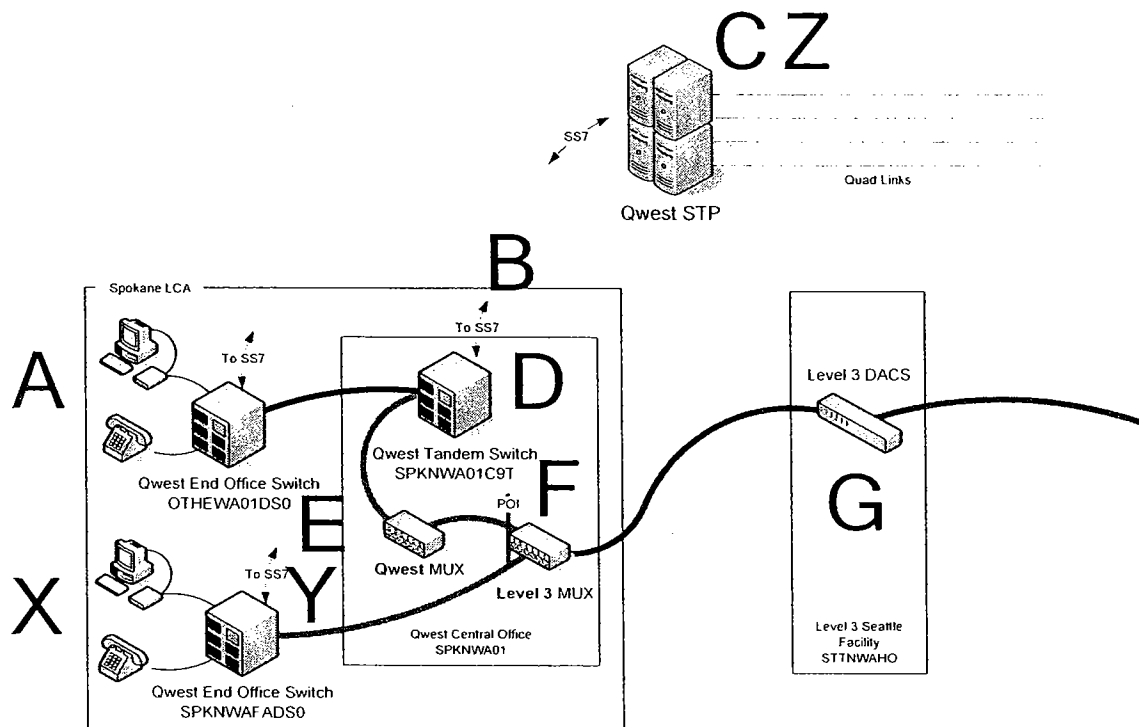 C Z
SS7
Quad Links
Qwest STP
B
Spokane LCA
To SS7
To SS7
A
D
Level 3 DACS
Qwest Tandem Switch
SPKNWA01C9T
Qwest End Office Switch
OTHEWA01DS0
E
F
POI
G
Qwest MUX
To SS7
X
Y
Level 3 MUX
Qwest Central Office
SPKNWA01
Level 3 Seattle
Facility
STTNWAHO
Qwest End Office Switch
SPKNWAFADS0